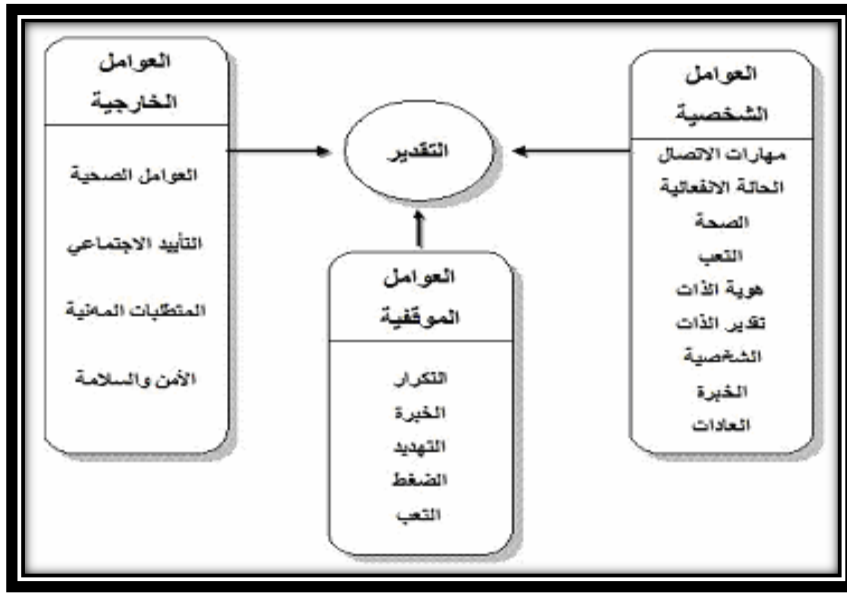 العوامل
الشخصية
مهارات الاتصال
الحالة الانفعالية
الصحة
التعب
هوية الذات
تقدير الذات
الشخصية
الخبرة
العادات
التقدير
العوامل
الموقفية
التكرار
الخبرة
التهديد
الضغط
التعب
العوامل
الخارجية
العوامل الصحية
التأييد الاجتماعي
المتطلبات المهنية
الأمن والسلامة